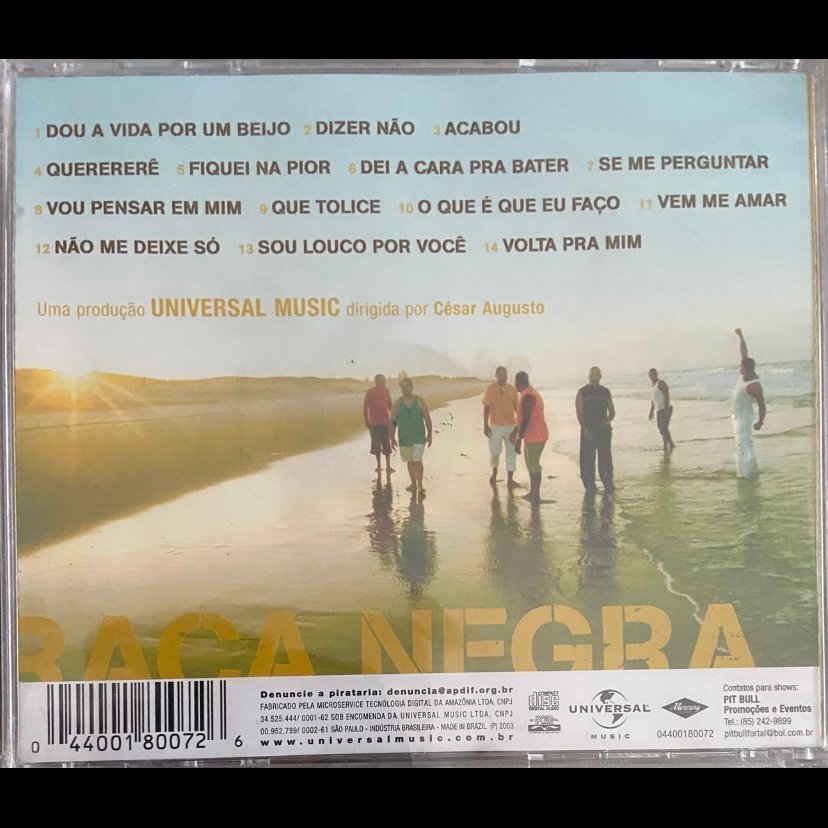 1 DOU A VIDA POR UM BEIJO 2 DIZER NÃO 3 ACABOU
4 QUERERERÊ 5 FIQUEI NA PIOR 6 DEI A CARA PRA BATER 7 SE ME PERGUNTAR
8 VOU PENSAR EM MIM 9 QUE TOLICE 10 O QUE É QUE EU FAÇO 11 VEM ME AMAR
12 NÃO ME DEIXE SÓ 13 SOU LOUCO POR VOCÊ 14 VOLTA PRA MIM
Uma produção UNIVERSAL MUSIC dirigida por César Augusto
RAÇA NEGRA
Denuncie a pirataria: denuncia@apdif.org.br
FABRICADO PELA MICROSERVICE TECNÓLOGIA DIGITAL DA AMAZÔNIA LTDA. CNPJ
34.525.444/ 0001-62 SOB ENCOMENDA DA UNIVERSAL MUSIC LTDA. CNPJ
00.952.789/ 0002-61 SÃO PAULO - INDÚSTRIA BRASILEIRA - MADE IN BRAZIL (P) 2003
www.universalmusic.com.br
0 44001 80072 6
COMPACT
disc
DIGITAL AUDIO
UNIVERSAL
MUSIC
Mercury
04400180072
Contatos para shows:
PIT BULL
Promoções e Eventos
Tel.: (85) 242-9899
pitbullfortal@bol.com.br